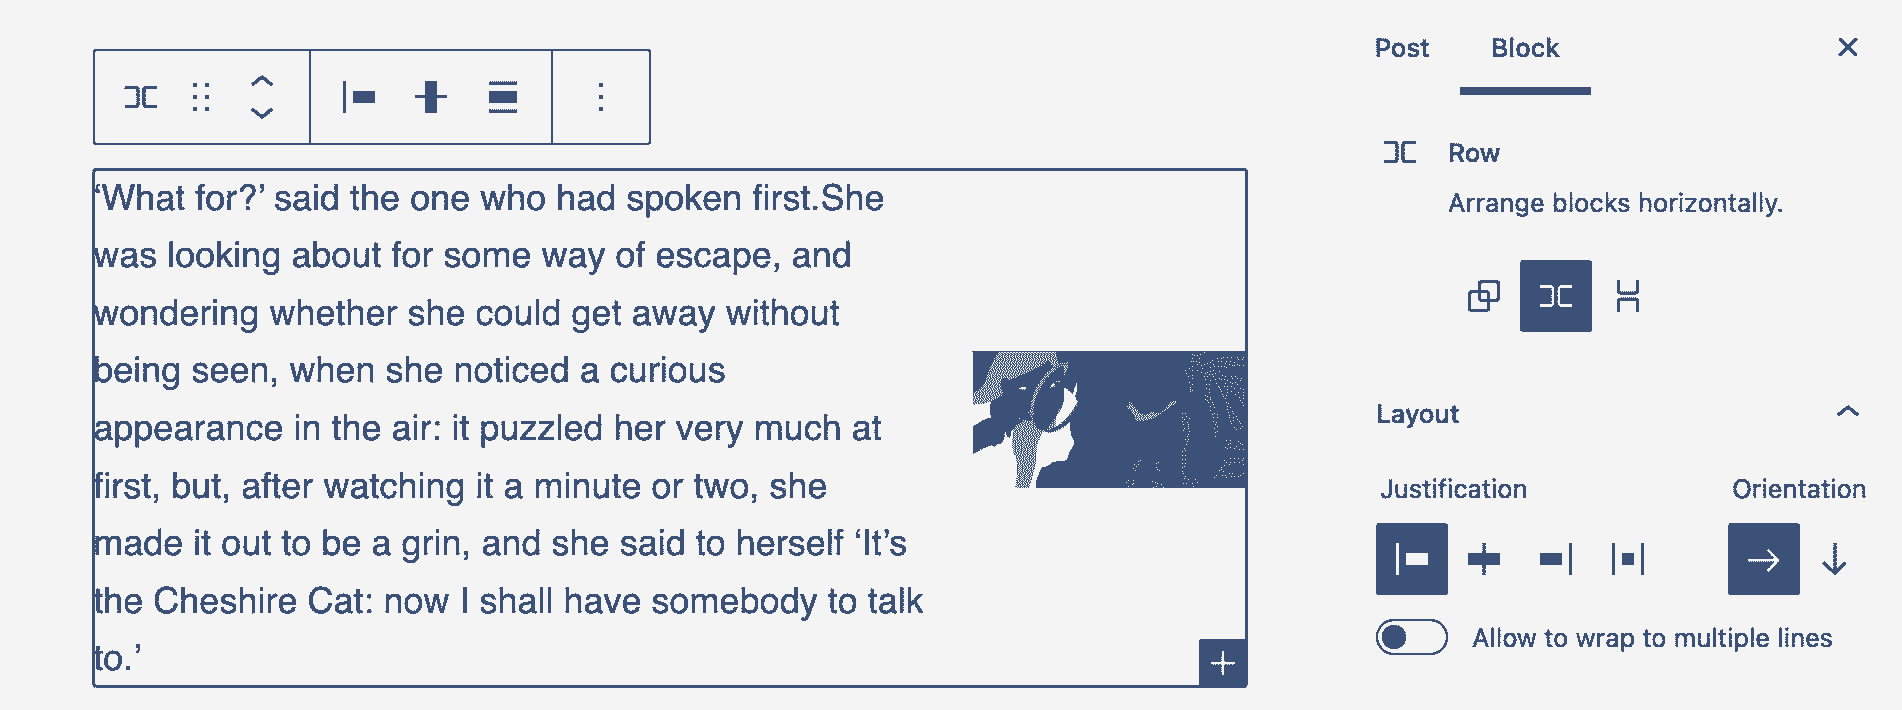 Post Block
Row
Arrange blocks horizontally.
‘What for?’ said the one who had spoken first.She
was looking about for some way of escape, and
wondering whether she could get away without
being seen, when she noticed a curious
appearance in the air: it puzzled her very much at
first, but, after watching it a minute or two, she
made it out to be a grin, and she said to herself ‘It’s
the Cheshire Cat: now I shall have somebody to talk
to.’
Layout
Justification Orientation
Allow to wrap to multiple lines